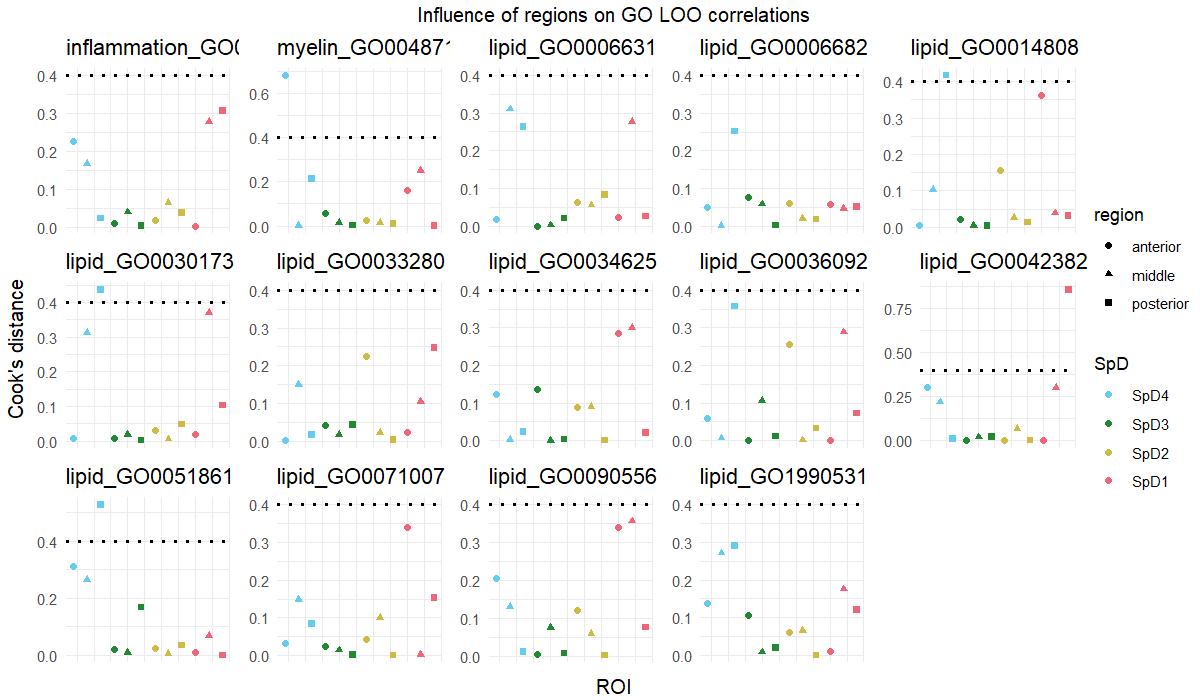 Influence of regions on GO LOO correlations
inflammation_GO
myelin_GO00487
lipid_GO0006631
lipid_GO0006682
lipid_GO0014808
0.4
0.3
0.2
0.1
0.0
0.6
0.4
0.2
0.0
0.4
0.3
0.2
0.1
0.0
0.4
0.3
0.2
0.1
0.0
0.4
0.3
0.2
0.1
0.0
lipid_GO0030173
lipid_GO0033280
lipid_GO0034625
lipid_GO0036092
lipid_GO0042382
0.4
0.3
0.2
0.1
0.0
0.4
0.3
0.2
0.1
0.0
0.4
0.3
0.2
0.1
0.0
0.4
0.3
0.2
0.1
0.0
0.75
0.50
0.25
0.00
lipid_GO0051861
lipid_GO0071007
lipid_GO0090556
lipid_GO1990531
0.4
0.2
0.0
0.4
0.3
0.2
0.1
0.0
0.4
0.3
0.2
0.1
0.0
0.4
0.3
0.2
0.1
0.0
Cook's distance
ROI
region
anterior
middle
posterior
SpD
SpD4
SpD3
SpD2
SpD1